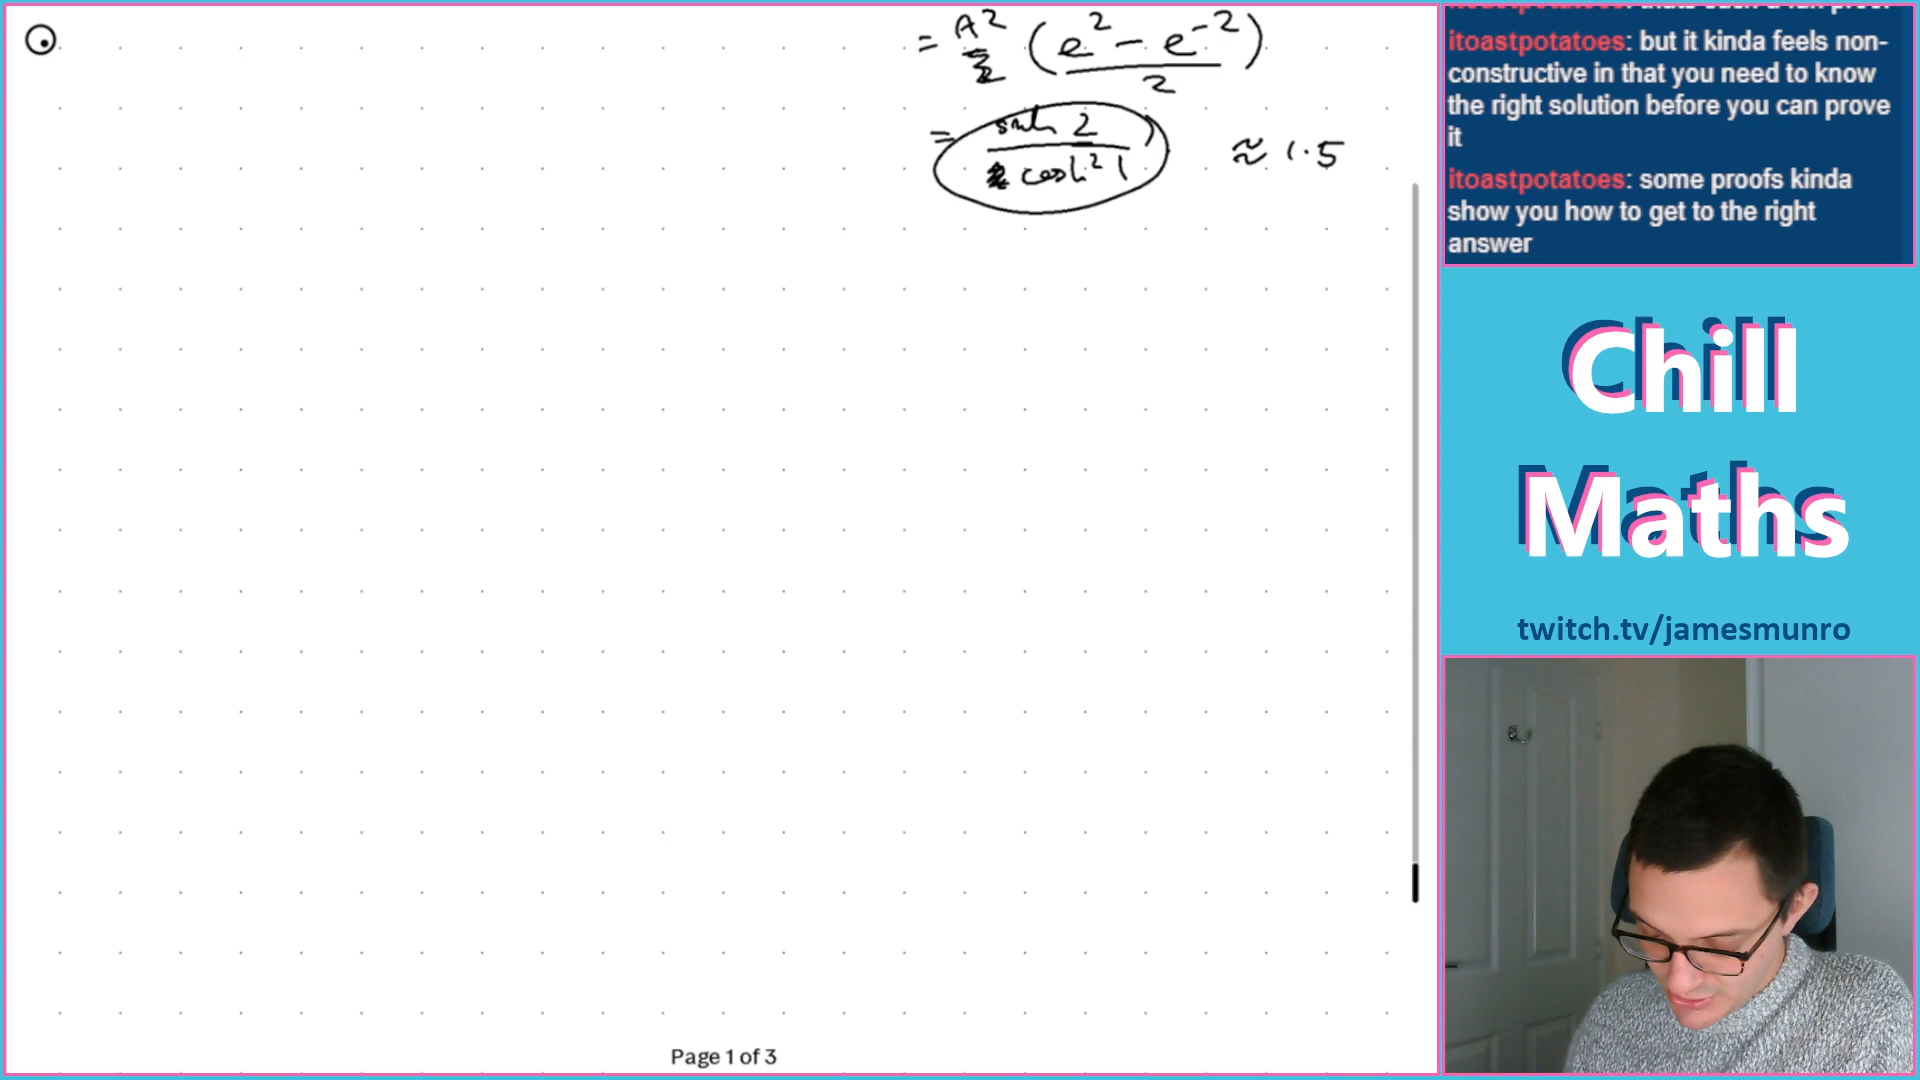 = A² (e² - e⁻²)
2
= sinh 2
cosh² 1
≈ 1.5
Page 1 of 3
itoastpotatoes: but it kinda feels non-
constructive in that you need to know
the right solution before you can prove
it
itoastpotatoes: some proofs kinda
show you how to get to the right
answer
Chill
Maths
twitch.tv/jamesmunro